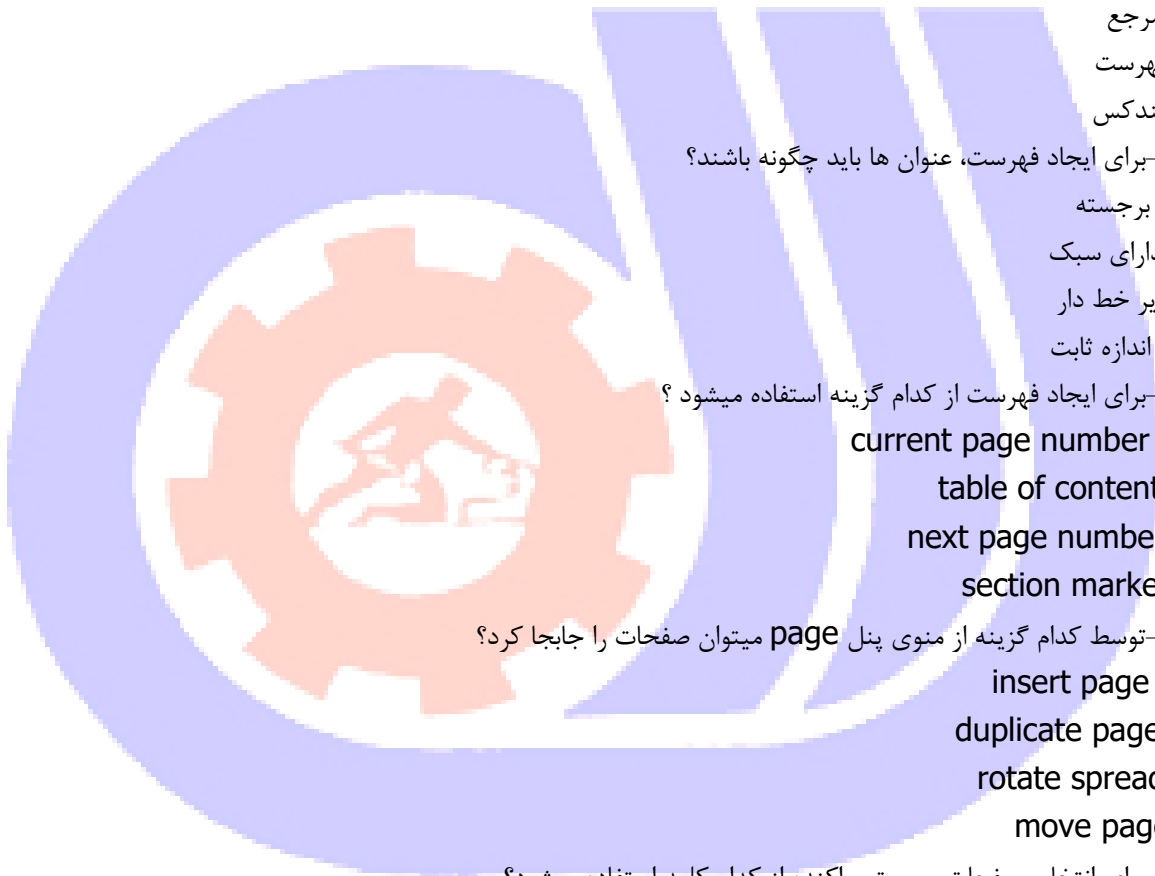 مرجع
فهرست
ندکس
-برای ایجاد فهرست، عنوان ها باید چگونه باشند؟
برجسته
دارای سبک
یر خط دار
اندازه ثابت
-برای ایجاد فهرست از کدام گزینه استفاده میشود ؟
current page number
table of content
next page numbe
section marke
-توسط کدام گزینه از منوی پنل page میتوان صفحات را جابجا کرد؟
insert page
duplicate page
rotate spread
move page